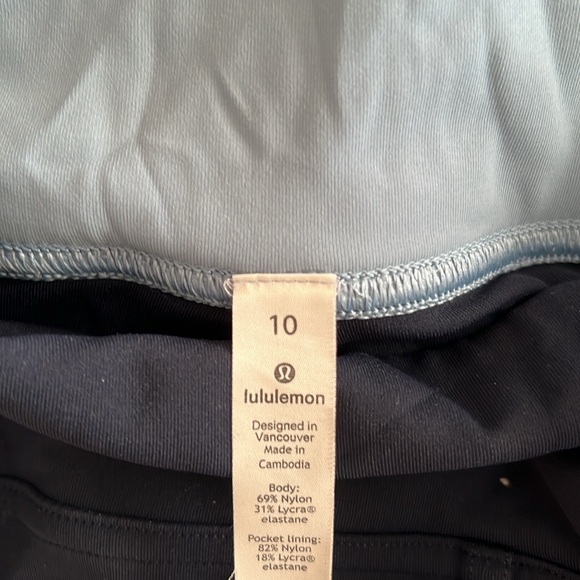 10
lululemon
Designed in
Vancouver
Made in
Cambodia
Body:
69% Nylon
31% Lycra®
elastane
Pocket lining:
82% Nylon
18% Lycra®
elastane